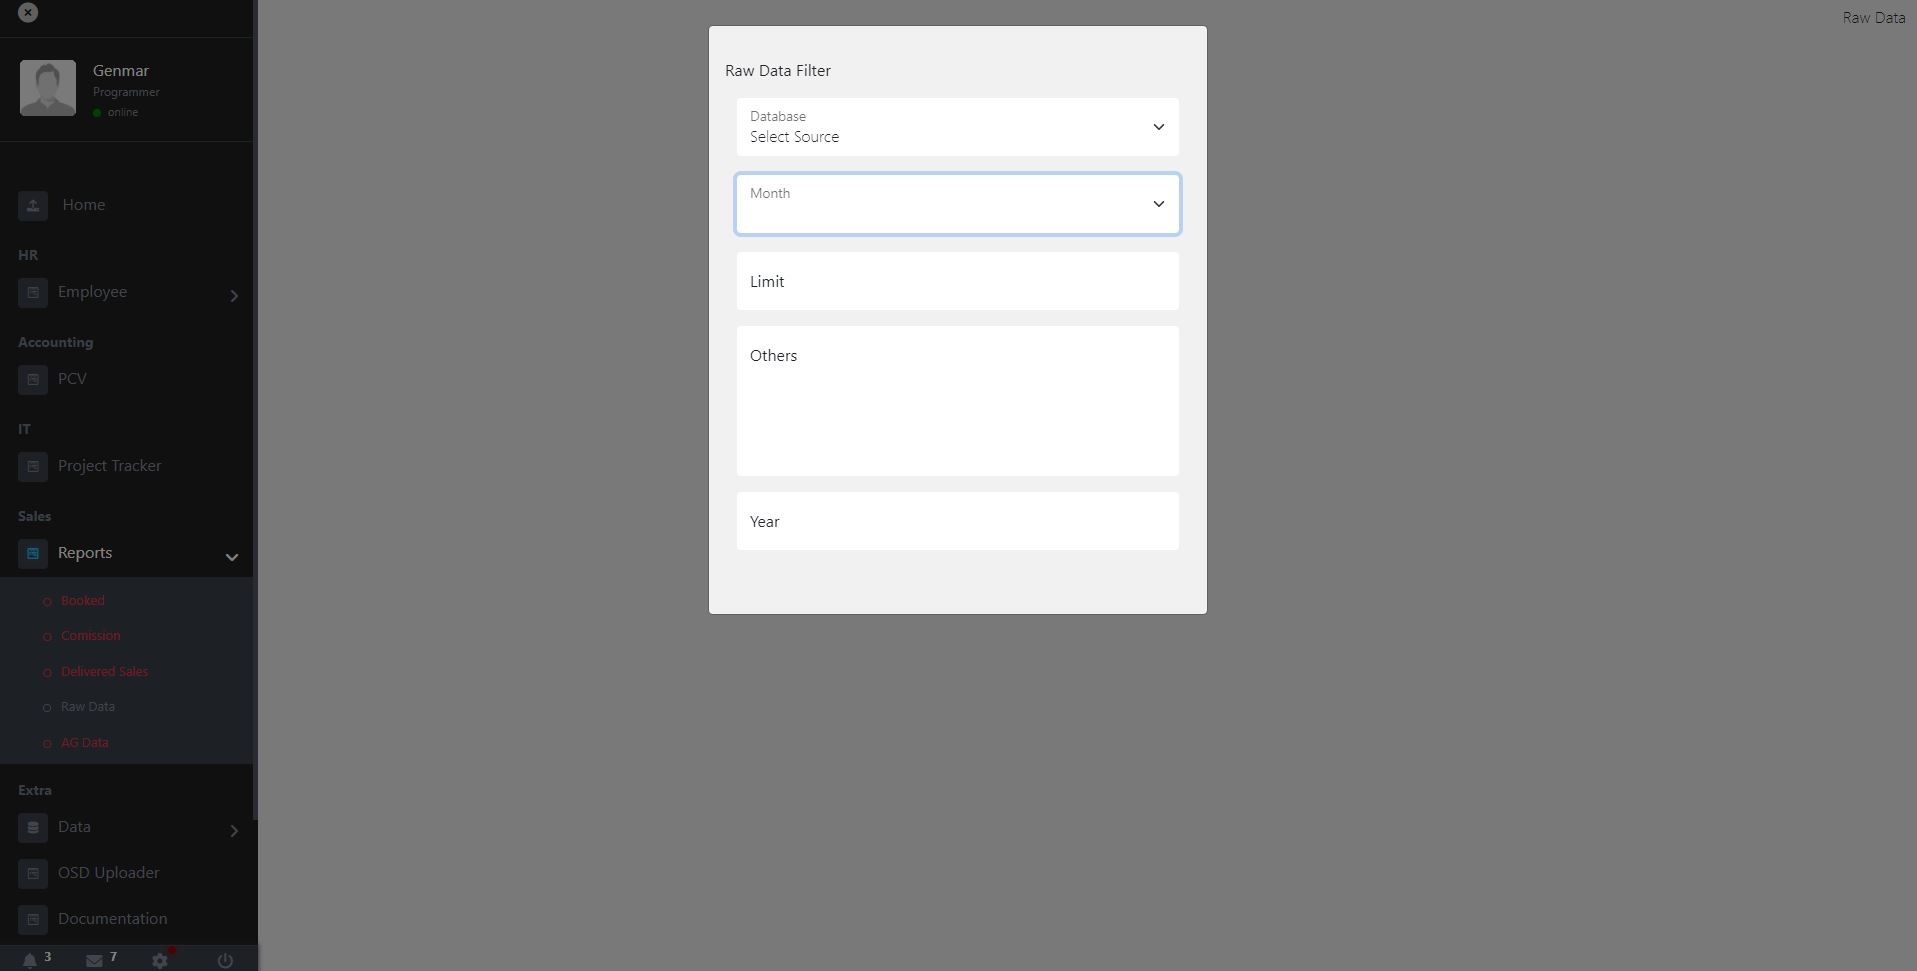 Genmar
Programmer
online
Home
HR
Employee
Accounting
PCV
IT
Project Tracker
Sales
Reports
Booked
Comission
Delivered Sales
Raw Data
AG Data
Extra
Data
OSD Uploader
Documentation
3
7
Raw Data Filter
Database
Select Source
Month
Limit
Others
Year
Raw Data